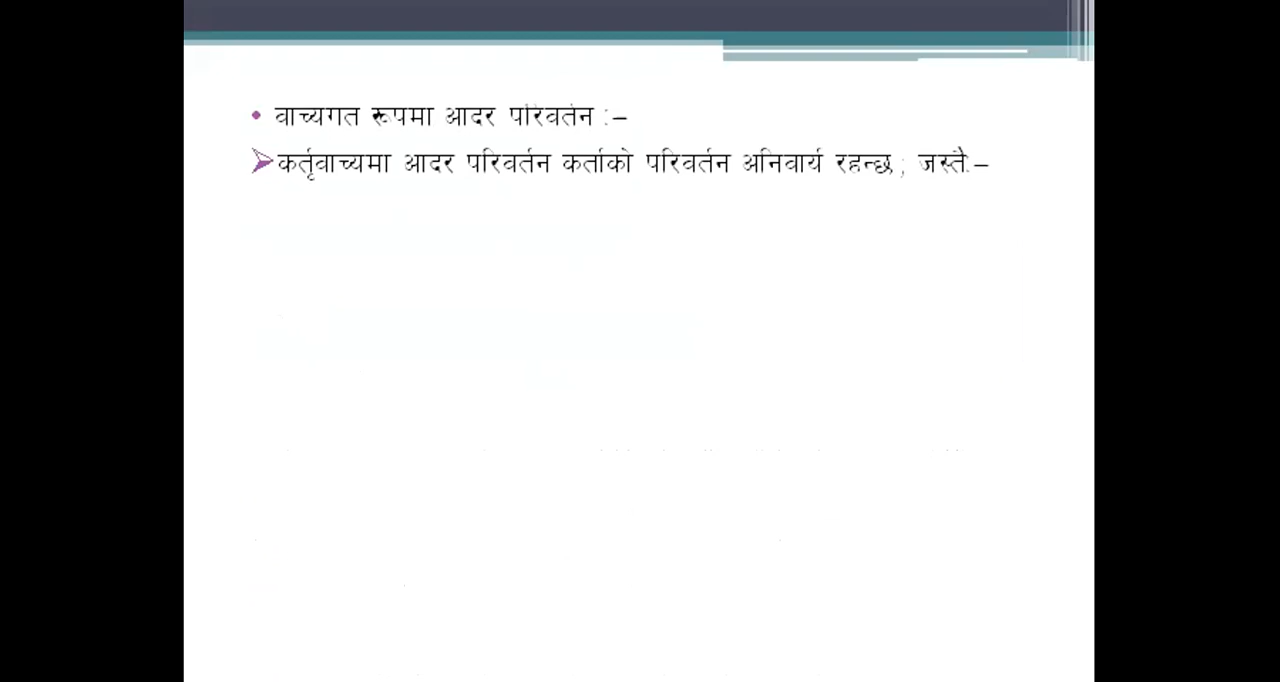 • वाच्यगत रूपमा आदर परिवर्तन :–
➢ कर्तृवाच्यमा आदर परिवर्तन कर्ताको परिवर्तन अनिवार्य रहन्छ ; जस्तै:–